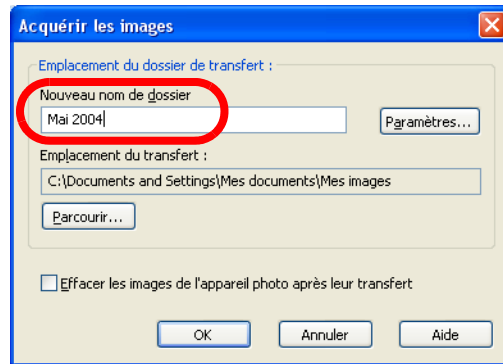 Acquérir les images
Emplacement du dossier de transfert :
Nouveau nom de dossier
Mai 2004
Paramètres...
Emplacement du transfert :
C:\Documents and Settings\Mes documents\Mes images
Parcourir...
Effacer les images de l'appareil photo après leur transfert
OK Annuler Aide